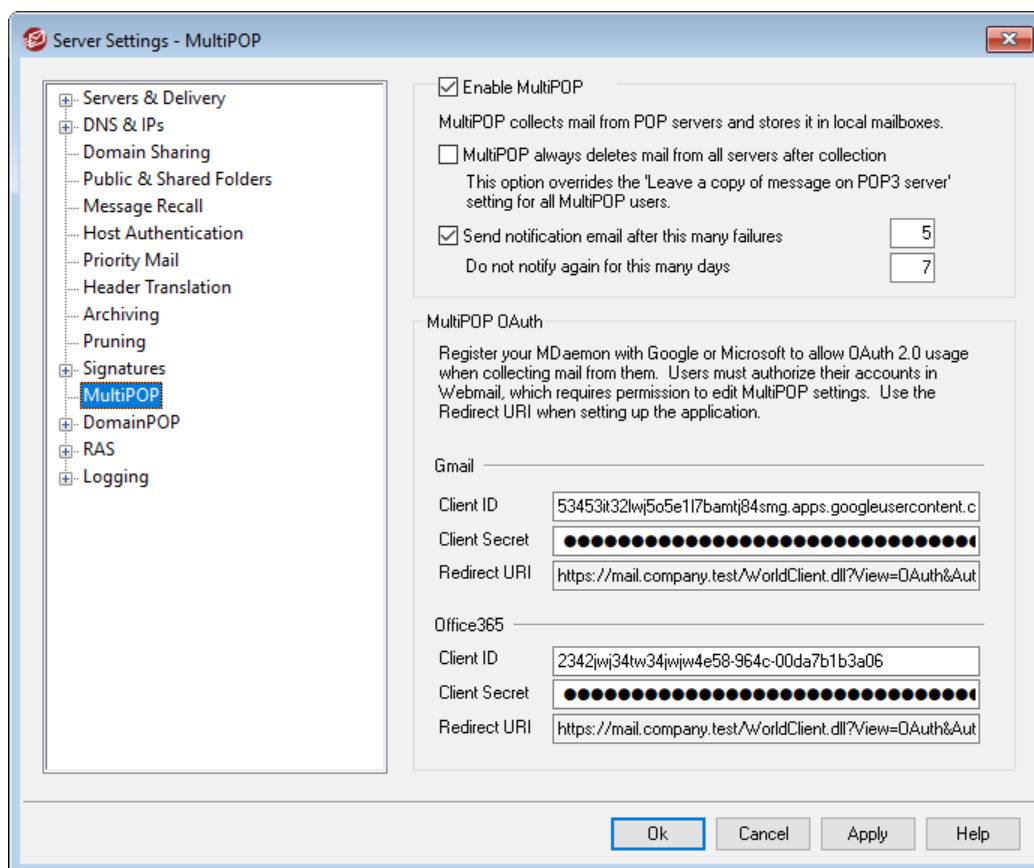 Server Settings - MultiPOP
Servers & Delivery
DNS & IPs
Domain Sharing
Public & Shared Folders
Message Recall
Host Authentication
Priority Mail
Header Translation
Archiving
Pruning
Signatures
MultiPOP
DomainPOP
RAS
Logging
Enable MultiPOP
MultiPOP collects mail from POP servers and stores it in local mailboxes.
MultiPOP always deletes mail from all servers after collection
This option overrides the 'Leave a copy of message on POP3 server'
setting for all MultiPOP users.
Send notification email after this many failures 5
Do not notify again for this many days 7
MultiPOP OAuth
Register your MDaemon with Google or Microsoft to allow OAuth 2.0 usage
when collecting mail from them. Users must authorize their accounts in
Webmail, which requires permission to edit MultiPOP settings. Use the
Redirect URI when setting up the application.
Gmail
Client ID 53453it32lwj5o5e1l7bamtj84smg.apps.googleusercontent.c
Client Secret ●●●●●●●●●●●●●●●●●●●●●●●●●●●●●●●
Redirect URI https://mail.company.test/WorldClient.dll?View=OAuth&Aut
Office365
Client ID 2342jwj34tw34jwjw4e58-964c-00da7b1b3a06
Client Secret ●●●●●●●●●●●●●●●●●●●●●●●●●●●●●●●
Redirect URI https://mail.company.test/WorldClient.dll?View=OAuth&Aut
Ok Cancel Apply Help